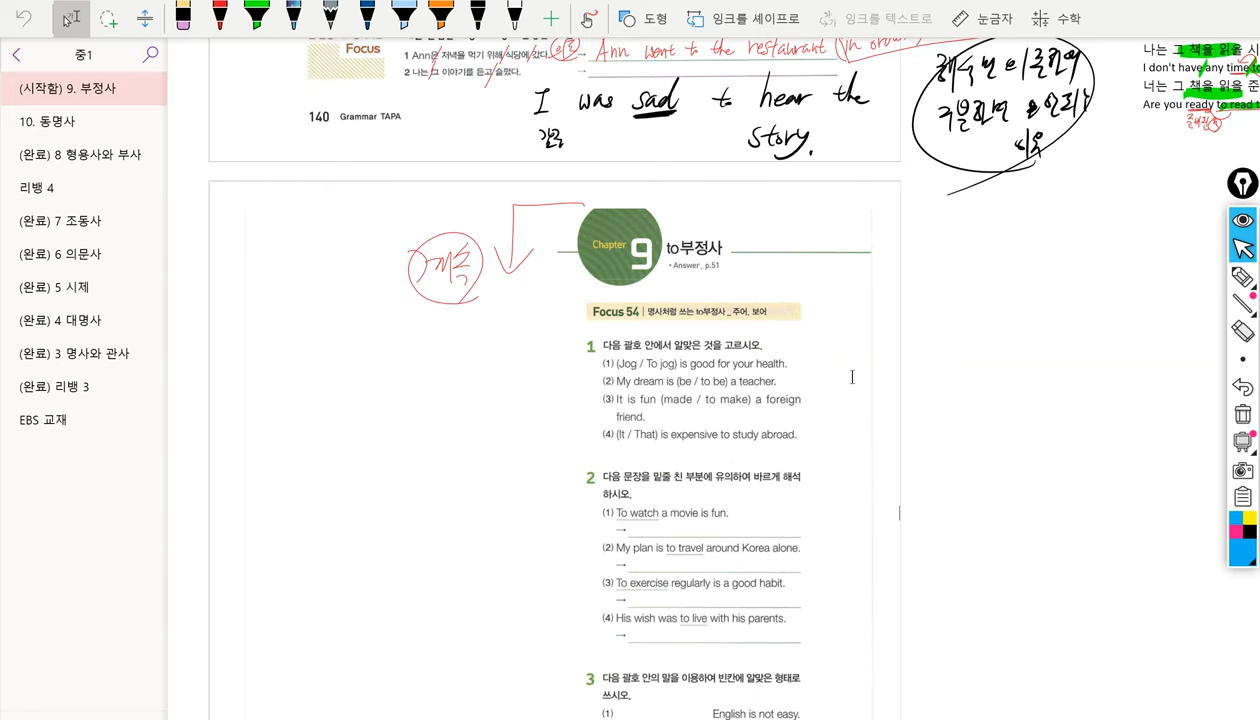 도형
잉크를 셰이프로
잉크를 텍스트로
눈금자
수학
중1
(시작함) 9. 부정사
10. 동명사
(완료) 8 형용사와 부사
리뱅 4
(완료) 7 조동사
(완료) 6 의문사
(완료) 5 시제
(완료) 4 대명사
(완료) 3 명사와 관사
(완료) 리뱅 3
EBS 교재
Focus
1 Ann은 저녁을 먹기 위해 식당에 갔다.
→ Ann went to the restaurant (in order
2 나는 그 이야기를 듣고 슬펐다.
→
I was sad to hear the
story.
140 Grammar TAPA
나는 그 책을 읽을 시
I don't have any time to
너는 그 책을 읽을 준
Are you ready to read t
계속
Chapter 9 to부정사
• Answer_ p.51
Focus 54 | 명사처럼 쓰는 to부정사 _ 주어, 보어
1 다음 괄호 안에서 알맞은 것을 고르시오.
(1) (Jog / To jog) is good for your health.
(2) My dream is (be / to be) a teacher.
(3) It is fun (made / to make) a foreign
friend.
(4) (It / That) is expensive to study abroad.
2 다음 문장을 밑줄 친 부분에 유의하여 바르게 해석
하시오.
(1) To watch a movie is fun.
→
(2) My plan is to travel around Korea alone.
→
(3) To exercise regularly is a good habit.
→
(4) His wish was to live with his parents.
→
3 다음 괄호 안의 말을 이용하여 빈칸에 알맞은 형태로
쓰시오.
(1) English is not easy.